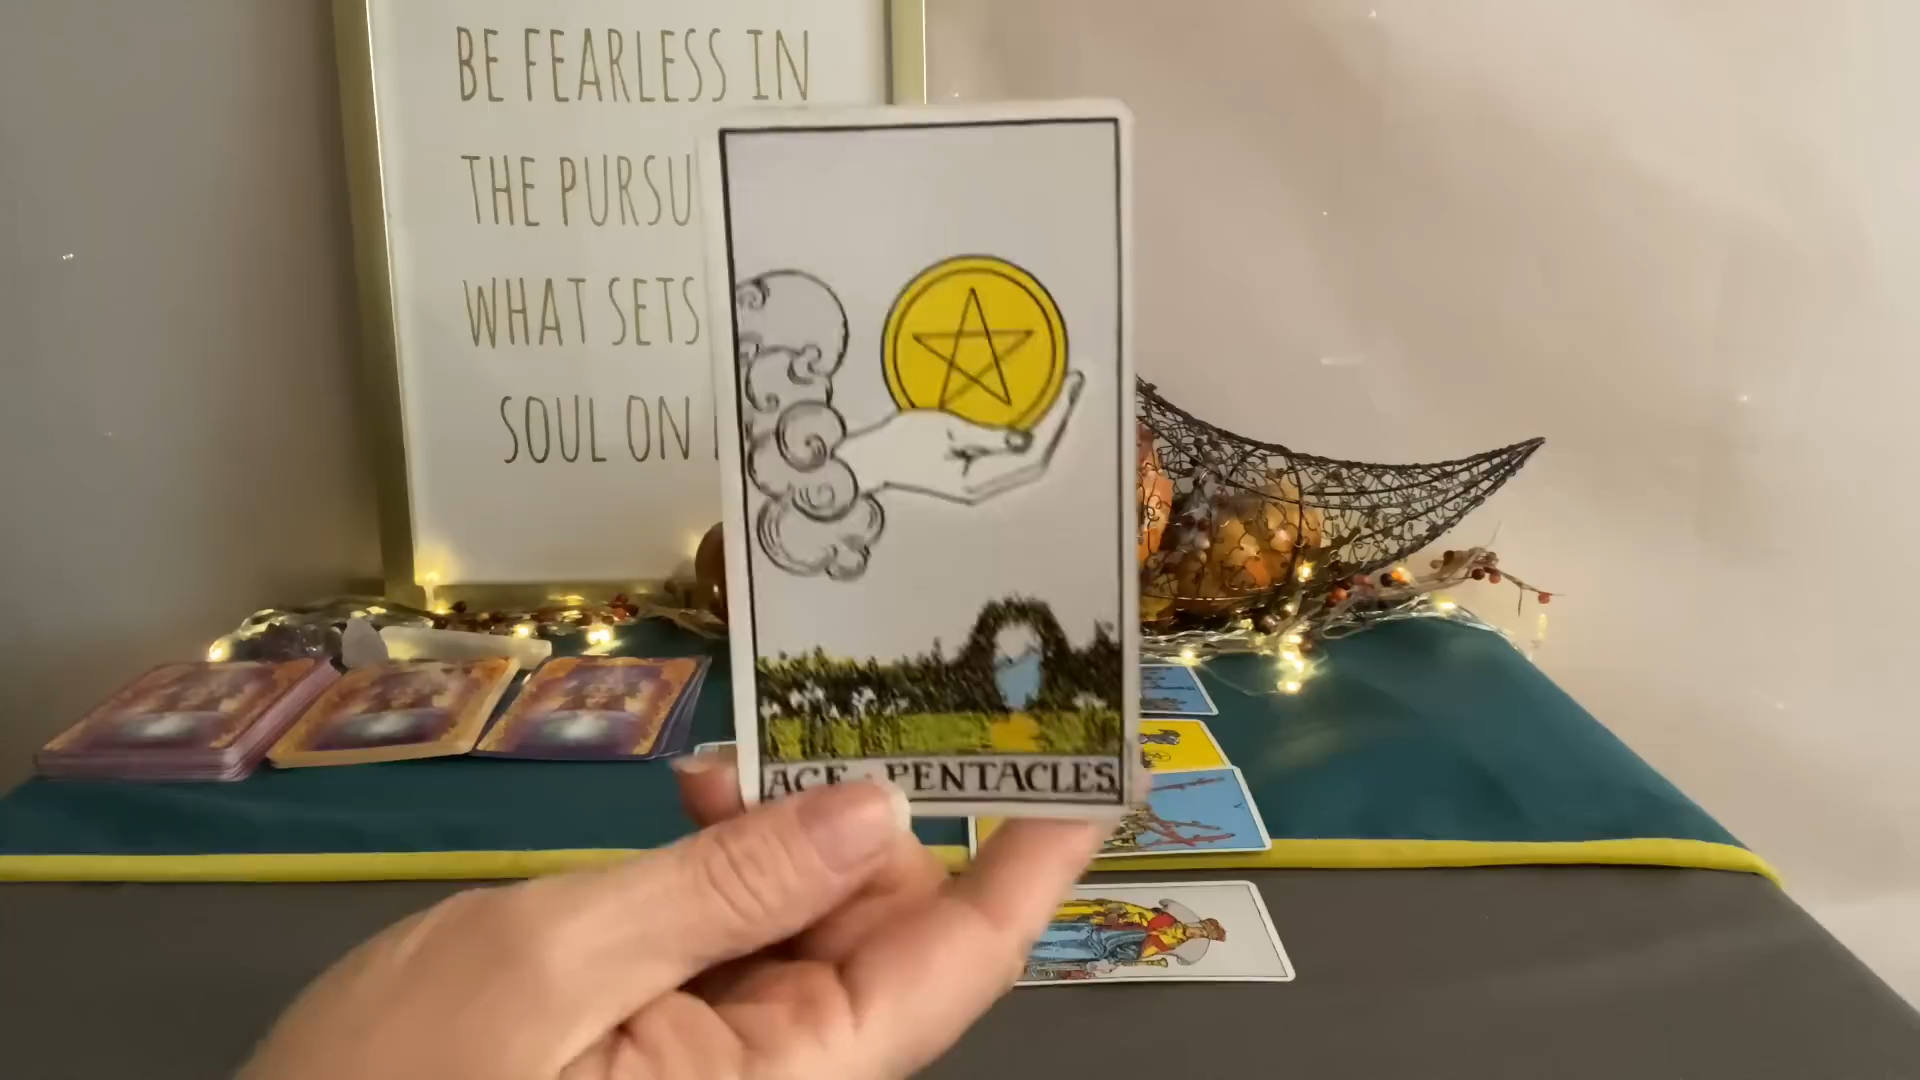 BE FEARLESS IN
THE PURSU
WHAT SETS
SOUL ON
ACE PENTACLES